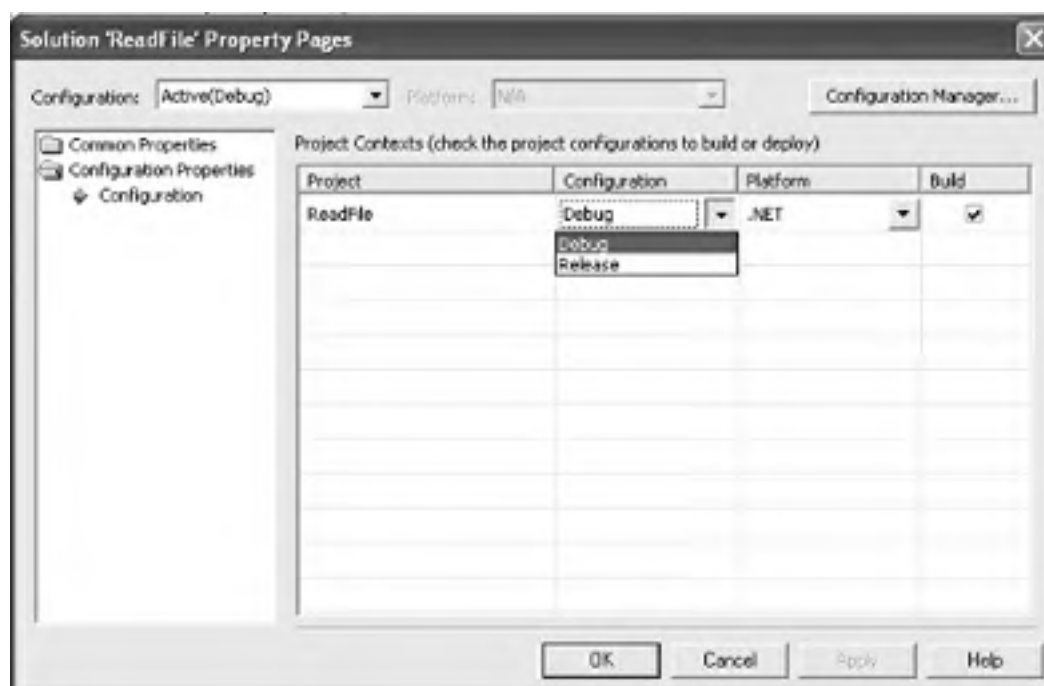 Solution 'ReadFile' Property Pages
Configuration: Active(Debug) Platform: N/A Configuration Manager...
Common Properties
Configuration Properties
Configuration
Project Contexts (check the project configurations to build or deploy)
Project Configuration Platform Build
ReadFile Debug .NET
Debug
Release
OK Cancel Apply Help